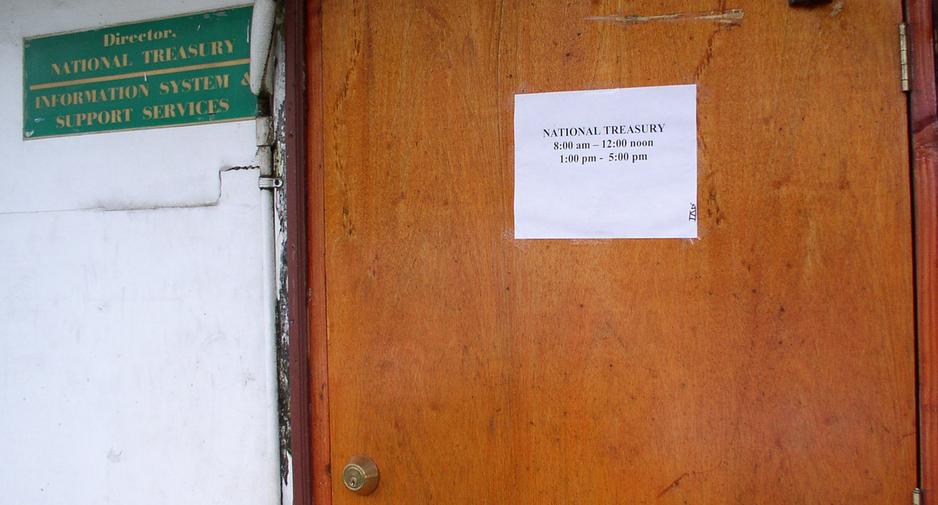 Director,
NATIONAL TREASURY
INFORMATION SYSTEM &
SUPPORT SERVICES
NATIONAL TREASURY
8:00 am – 12:00 noon
1:00 pm - 5:00 pm